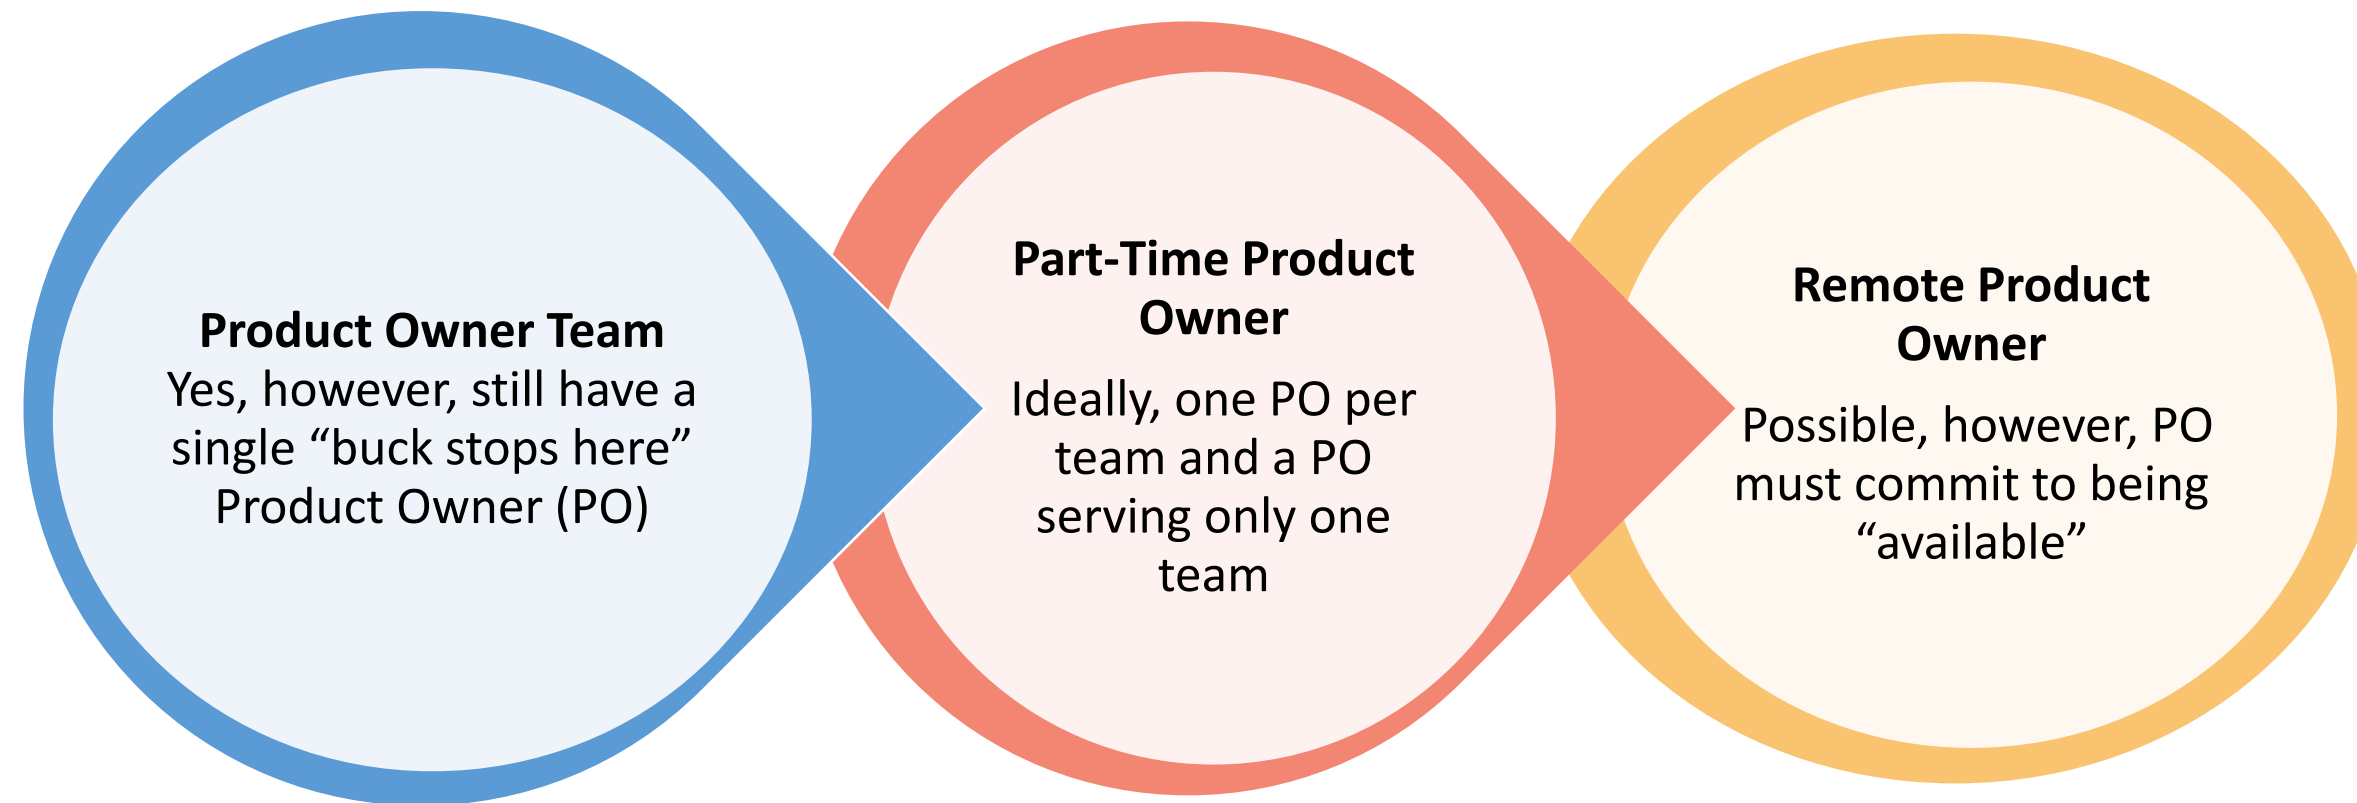 Product Owner Team
Yes, however, still have a
single “buck stops here”
Product Owner (PO)
Part-Time Product
Owner
Ideally, one PO per
team and a PO
serving only one
team
Remote Product
Owner
Possible, however, PO
must commit to being
“available”